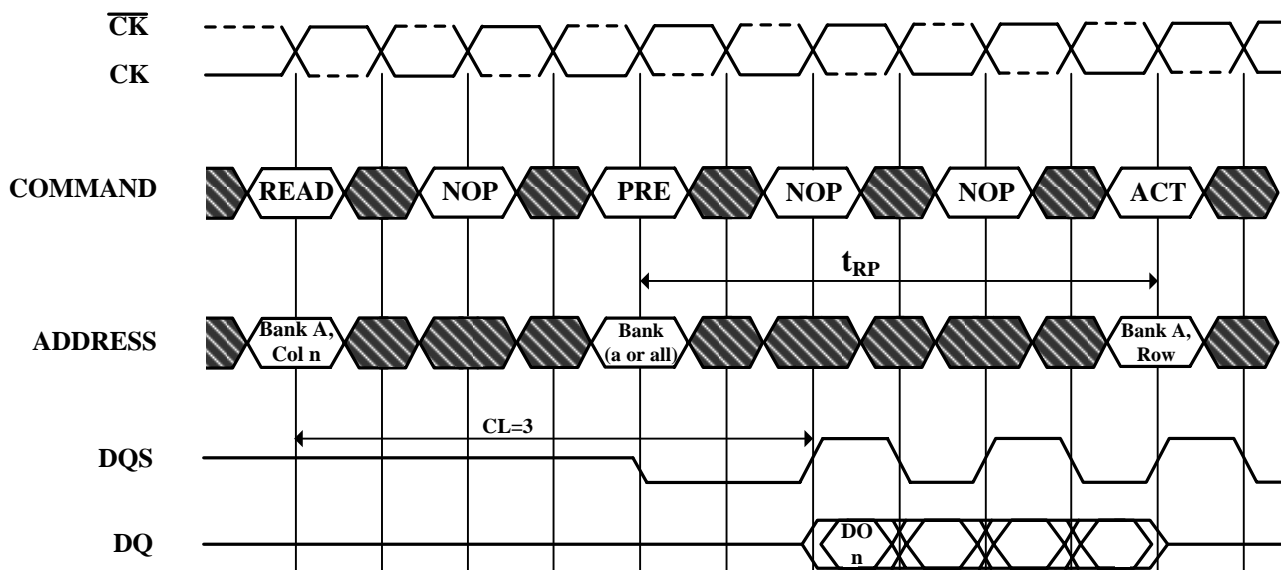 CK
CK
COMMAND
READ
NOP
PRE
NOP
NOP
ACT
tRP
ADDRESS
Bank A,
Col n
Bank
(a or all)
Bank A,
Row
CL=3
DQS
DQ
DO
n